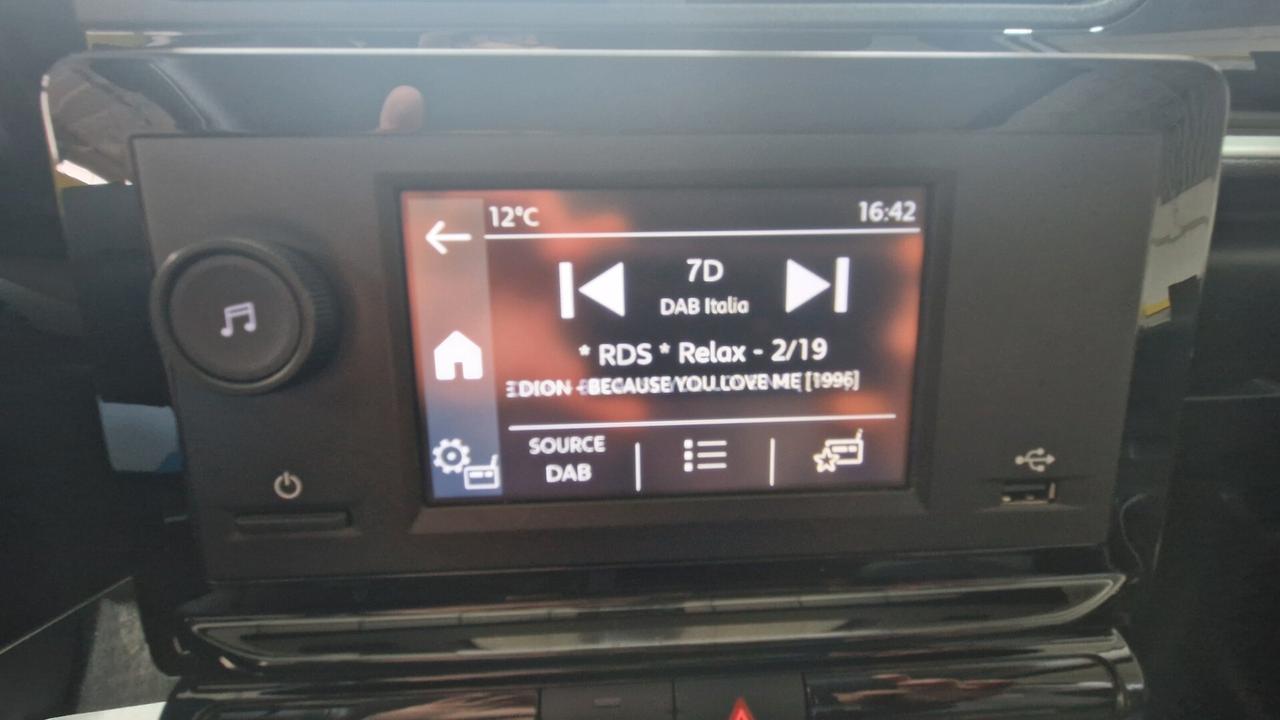 12°C 16:42
7D
DAB Italia
* RDS * Relax - 2/19
DION - BECAUSE YOU LOVE ME [1996]
SOURCE
DAB